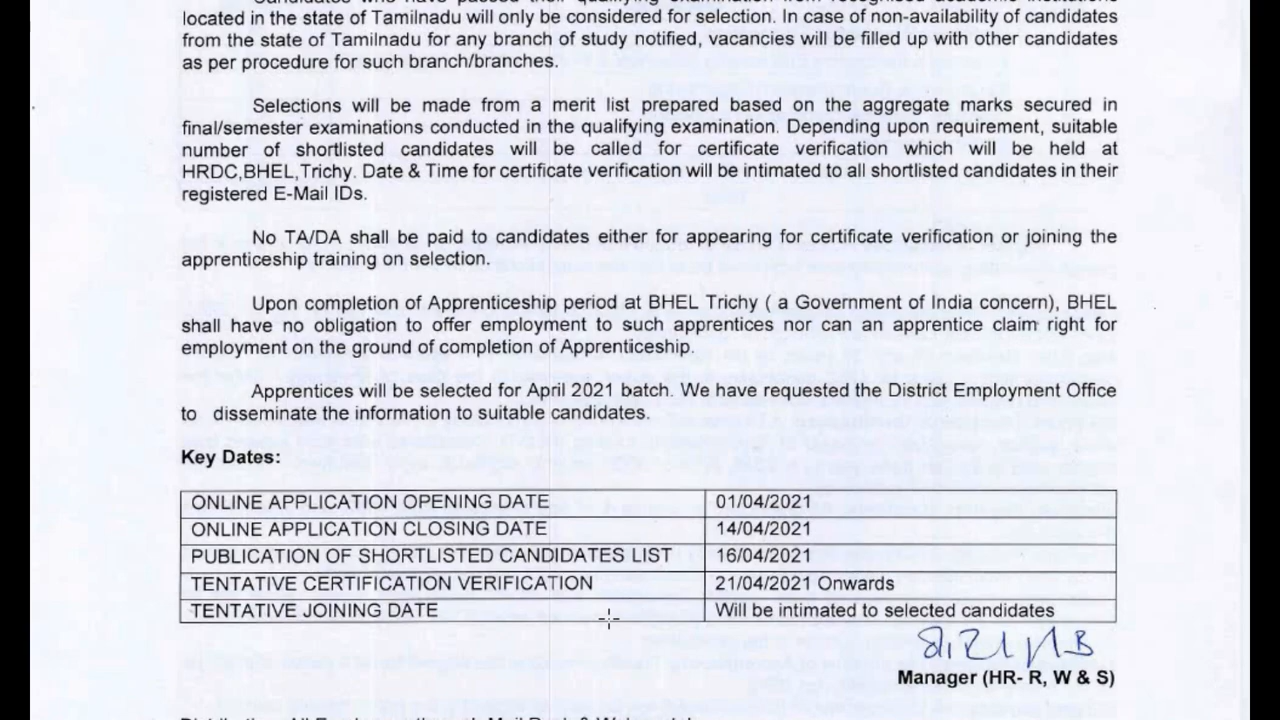 Candidates who have passed their qualifying examination from recognised academic institutions
located in the state of Tamilnadu will only be considered for selection. In case of non-availability of candidates
from the state of Tamilnadu for any branch of study notified, vacancies will be filled up with other candidates
as per procedure for such branch/branches.
Selections will be made from a merit list prepared based on the aggregate marks secured in
final/semester examinations conducted in the qualifying examination. Depending upon requirement, suitable
number of shortlisted candidates will be called for certificate verification which will be held at
HRDC,BHEL,Trichy. Date & Time for certificate verification will be intimated to all shortlisted candidates in their
registered E-Mail IDs.
No TA/DA shall be paid to candidates either for appearing for certificate verification or joining the
apprenticeship training on selection.
Upon completion of Apprenticeship period at BHEL Trichy ( a Government of India concern), BHEL
shall have no obligation to offer employment to such apprentices nor can an apprentice claim right for
employment on the ground of completion of Apprenticeship.
Apprentices will be selected for April 2021 batch. We have requested the District Employment Office
to disseminate the information to suitable candidates.
Key Dates:
ONLINE APPLICATION OPENING DATE 01/04/2021
ONLINE APPLICATION CLOSING DATE 14/04/2021
PUBLICATION OF SHORTLISTED CANDIDATES LIST 16/04/2021
TENTATIVE CERTIFICATION VERIFICATION 21/04/2021 Onwards
TENTATIVE JOINING DATE Will be intimated to selected candidates
Manager (HR- R, W & S)